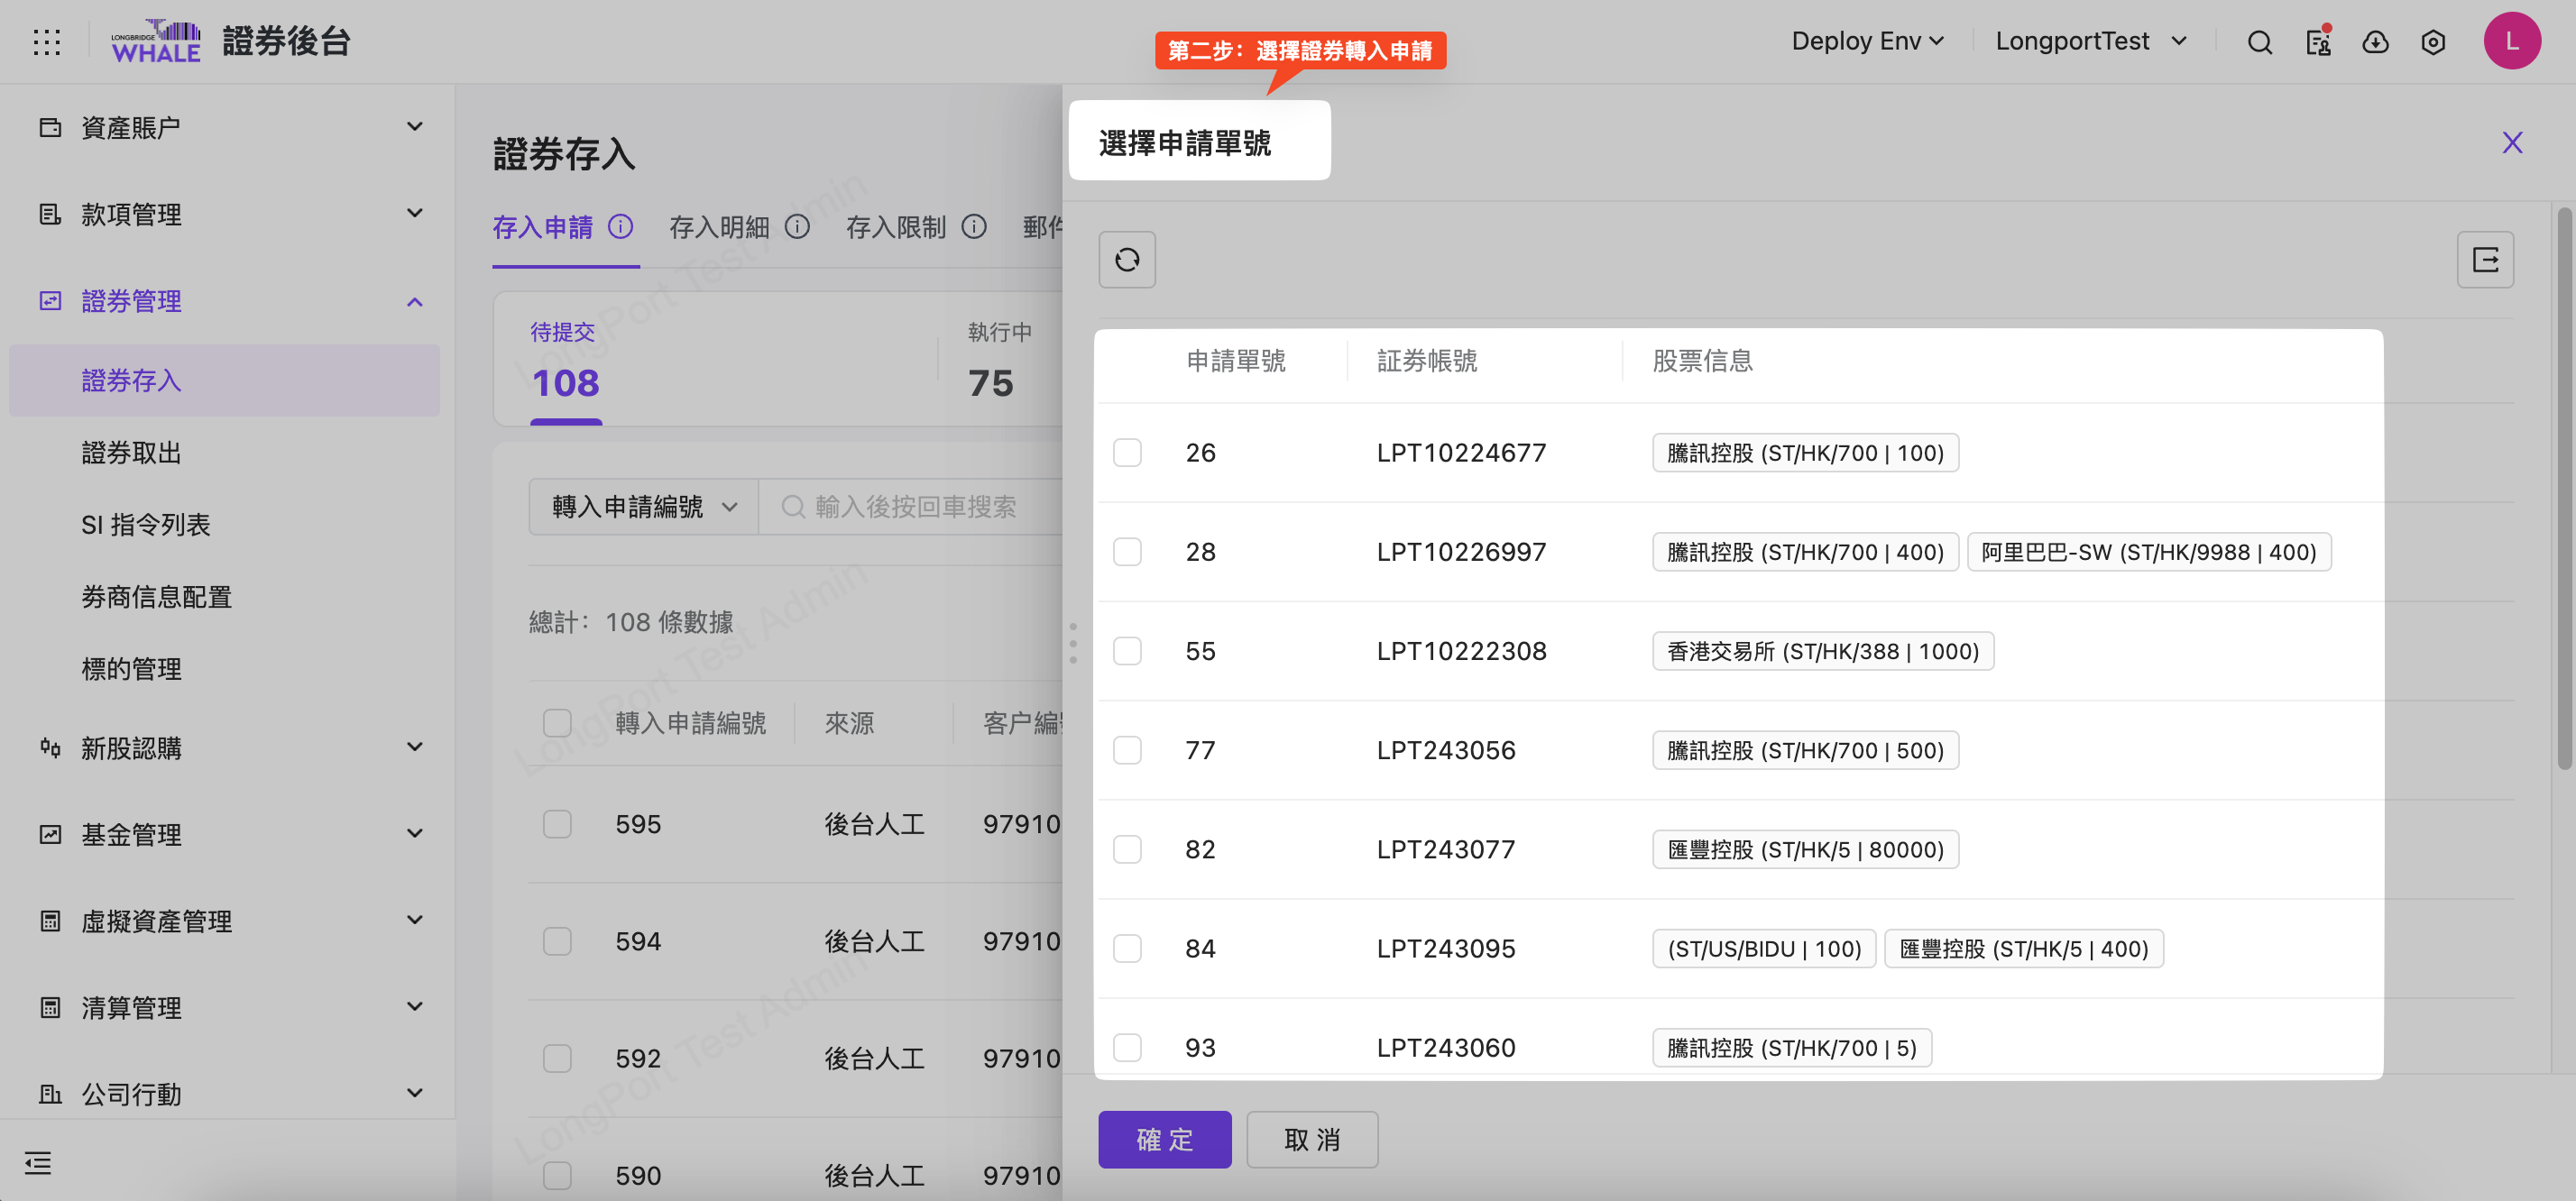 LONGBRIDGE
WHALE
證券後台
第二步：選擇證券轉入申請
Deploy Env
LongportTest
L
資產賬户
款項管理
證券管理
證券存入
證券取出
SI 指令列表
券商信息配置
標的管理
新股認購
基金管理
虛擬資產管理
清算管理
公司行動
證券存入
存入申請
存入明細
存入限制
郵件
待提交
108
執行中
75
轉入申請編號
輸入後按回車搜索
總計：108 條數據
轉入申請編號 來源 客户編號
595 後台人工 97910
594 後台人工 97910
592 後台人工 97910
590 後台人工 97910
LongPort Test Admin
LongPort Test Admin
LongPort Test Admin
選擇申請單號
申請單號 証券帳號 股票信息
26 LPT10224677 騰訊控股 (ST/HK/700 | 100)
28 LPT10226997 騰訊控股 (ST/HK/700 | 400) 阿里巴巴-SW (ST/HK/9988 | 400)
55 LPT10222308 香港交易所 (ST/HK/388 | 1000)
77 LPT243056 騰訊控股 (ST/HK/700 | 500)
82 LPT243077 匯豐控股 (ST/HK/5 | 80000)
84 LPT243095 (ST/US/BIDU | 100) 匯豐控股 (ST/HK/5 | 400)
93 LPT243060 騰訊控股 (ST/HK/700 | 5)
確 定
取 消